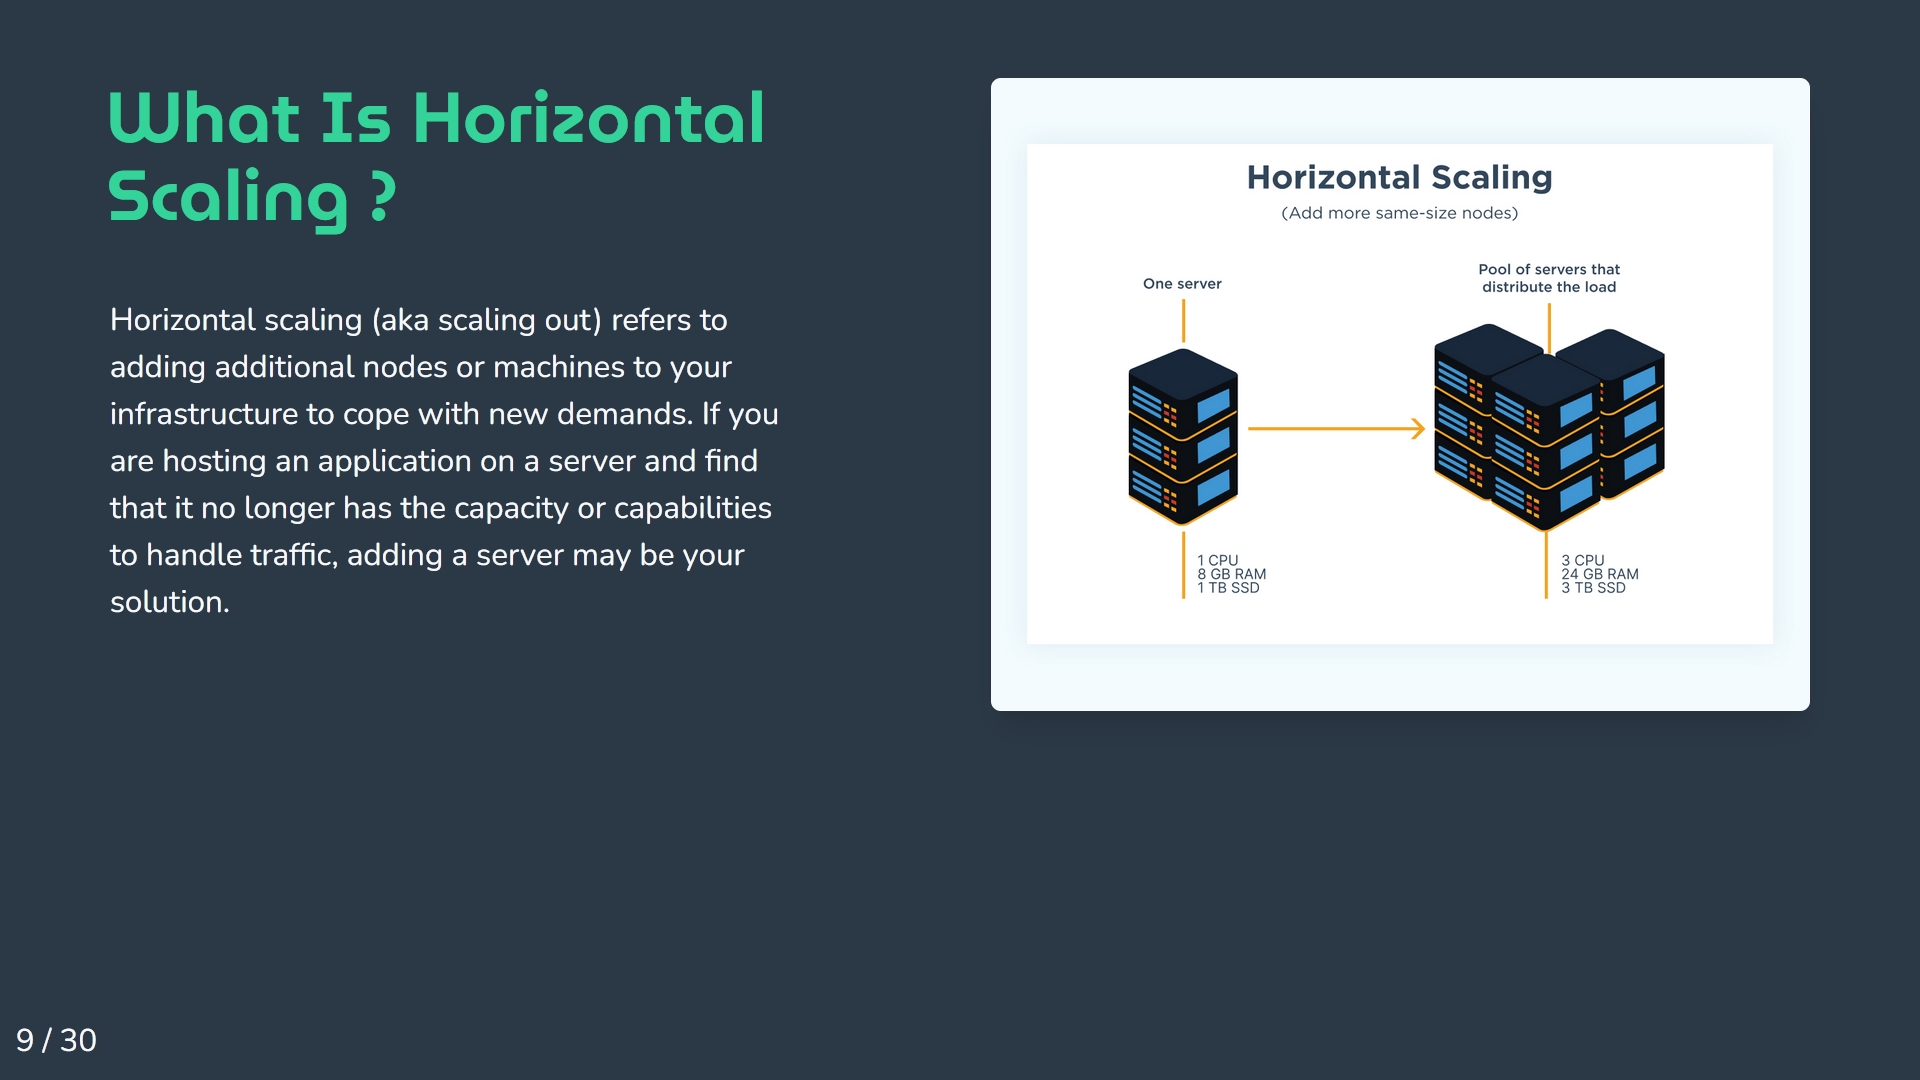 What Is Horizontal
Scaling ?
Horizontal scaling (aka scaling out) refers to
adding additional nodes or machines to your
infrastructure to cope with new demands. If you
are hosting an application on a server and find
that it no longer has the capacity or capabilities
to handle traffic, adding a server may be your
solution.
Horizontal Scaling
(Add more same-size nodes)
One server
Pool of servers that
distribute the load
1 CPU
8 GB RAM
1 TB SSD
3 CPU
24 GB RAM
3 TB SSD
9 / 30